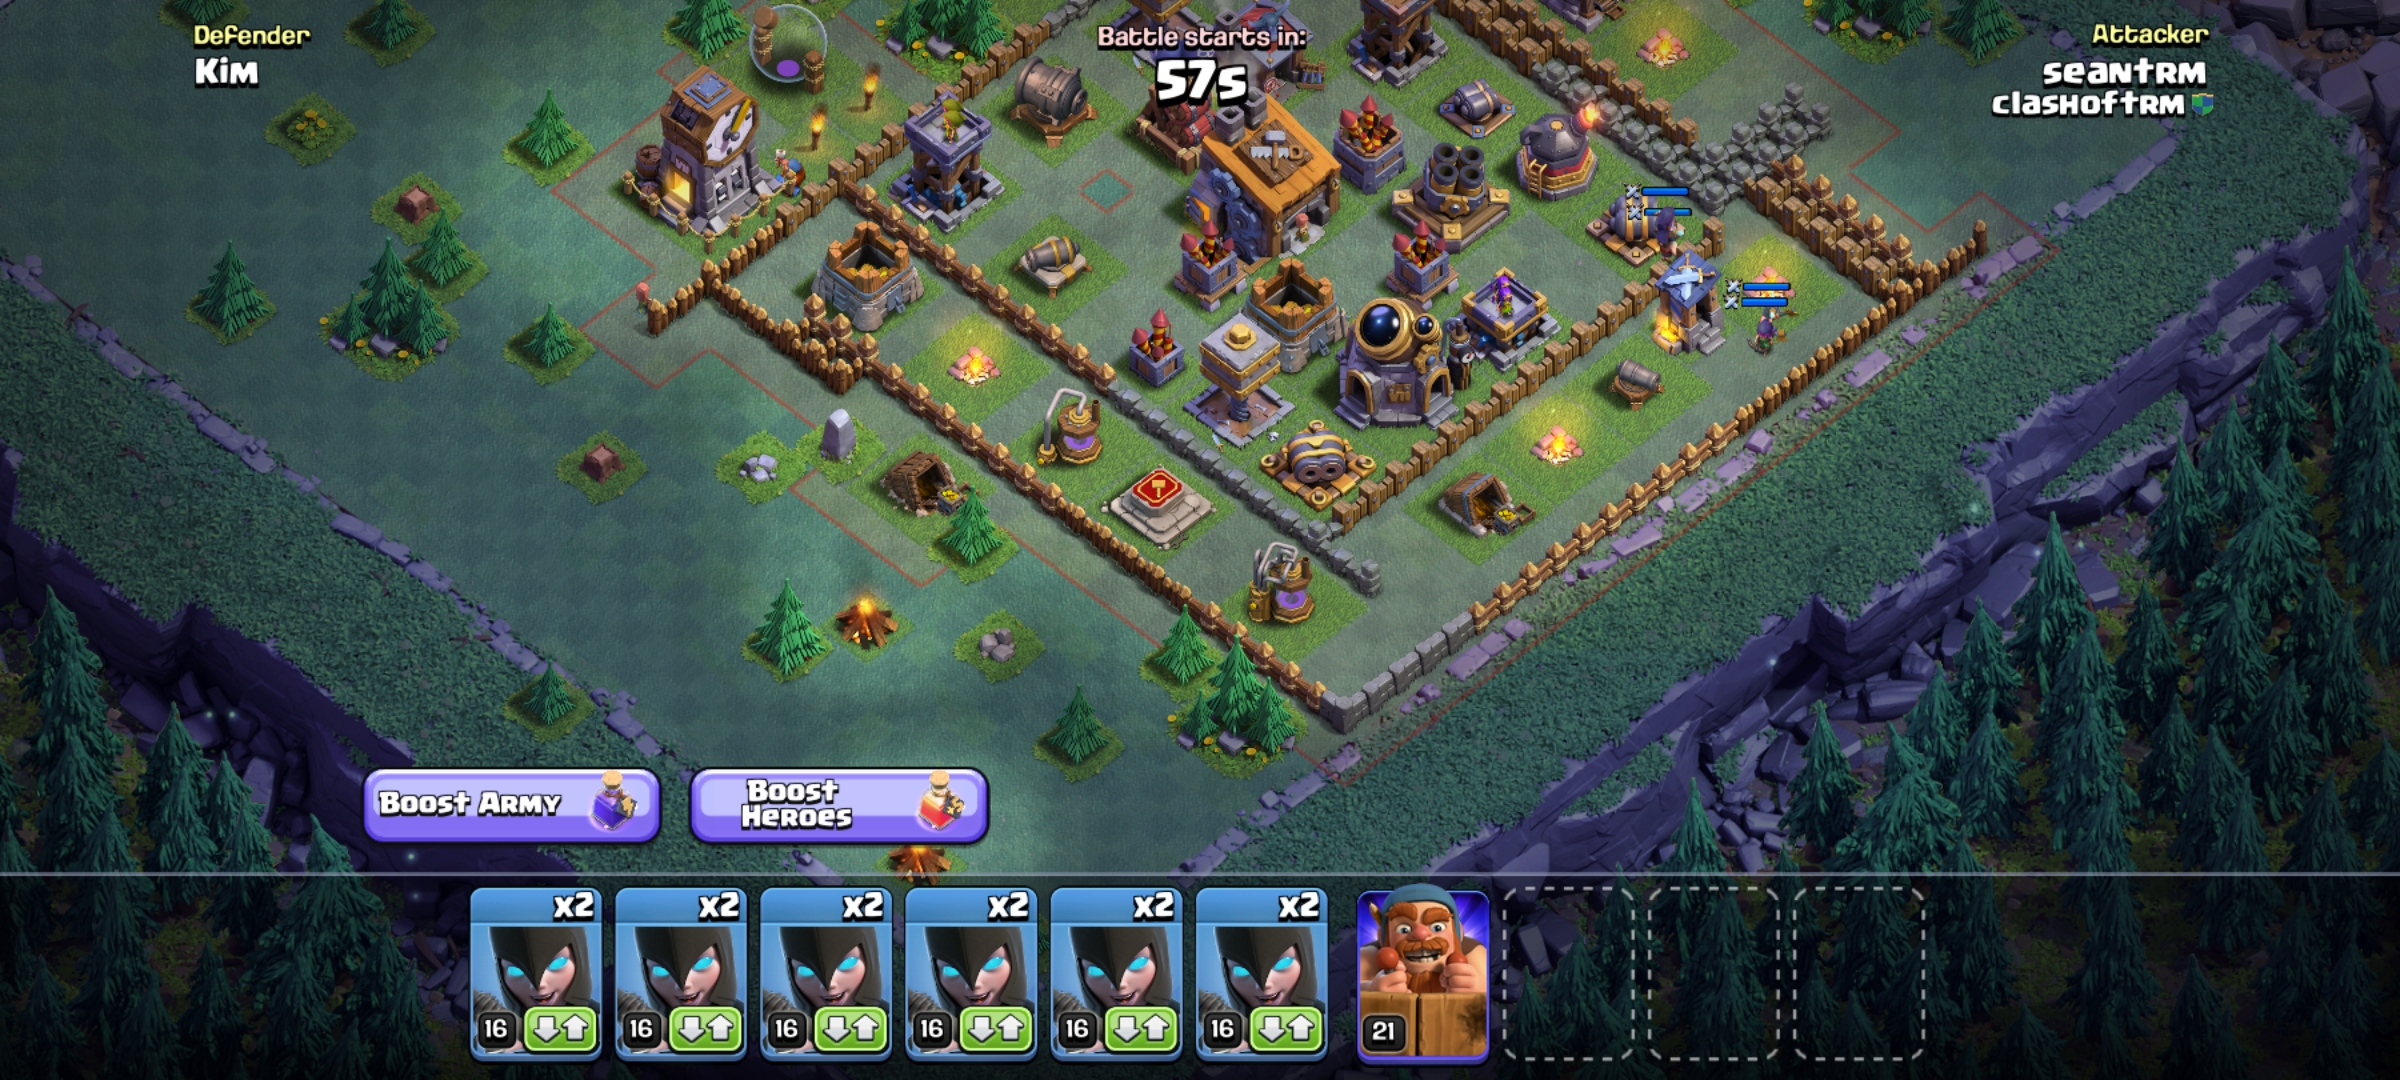 Defender
Kim
Battle starts in:
57s
Attacker
seantRM
clashoftRM
Boost Army
Boost
Heroes
x2
x2
x2
x2
x2
x2
16
16
16
16
16
16
21